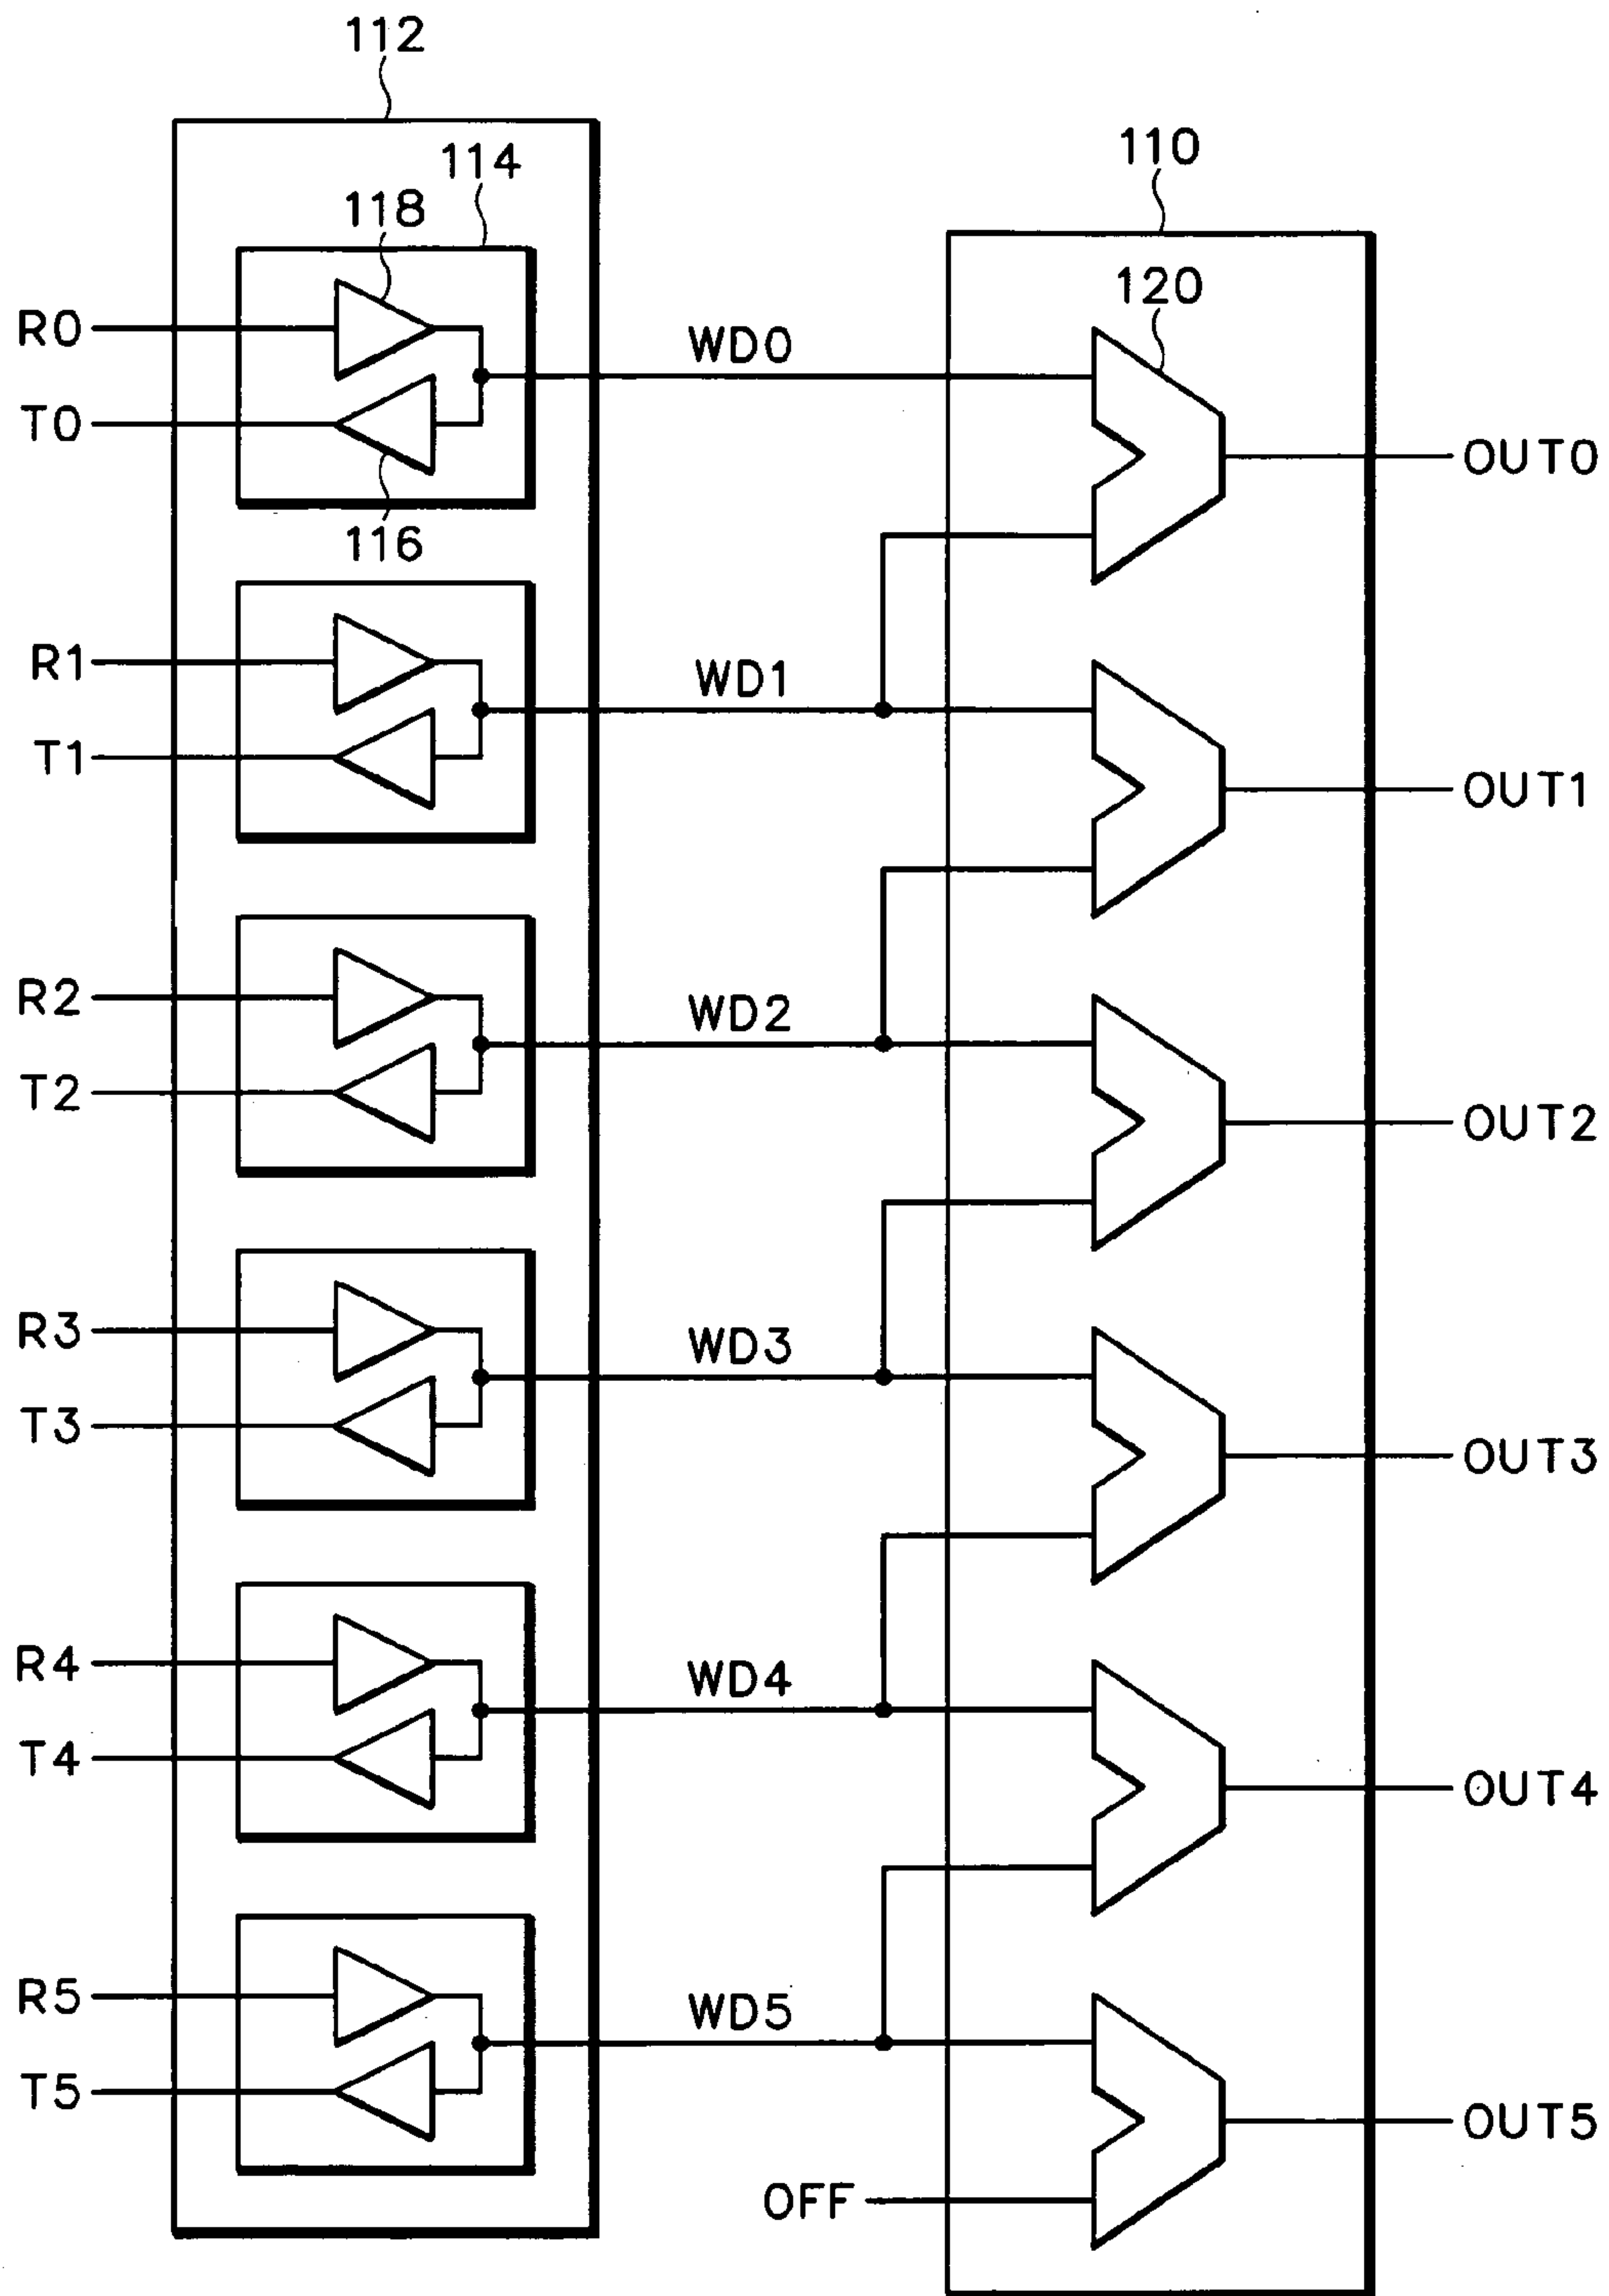 112
114
110
118
120
R0
WD0
T0
OUT0
116
R1
WD1
T1
OUT1
R2
WD2
T2
OUT2
R3
WD3
T3
OUT3
R4
WD4
T4
OUT4
R5
WD5
T5
OUT5
OFF